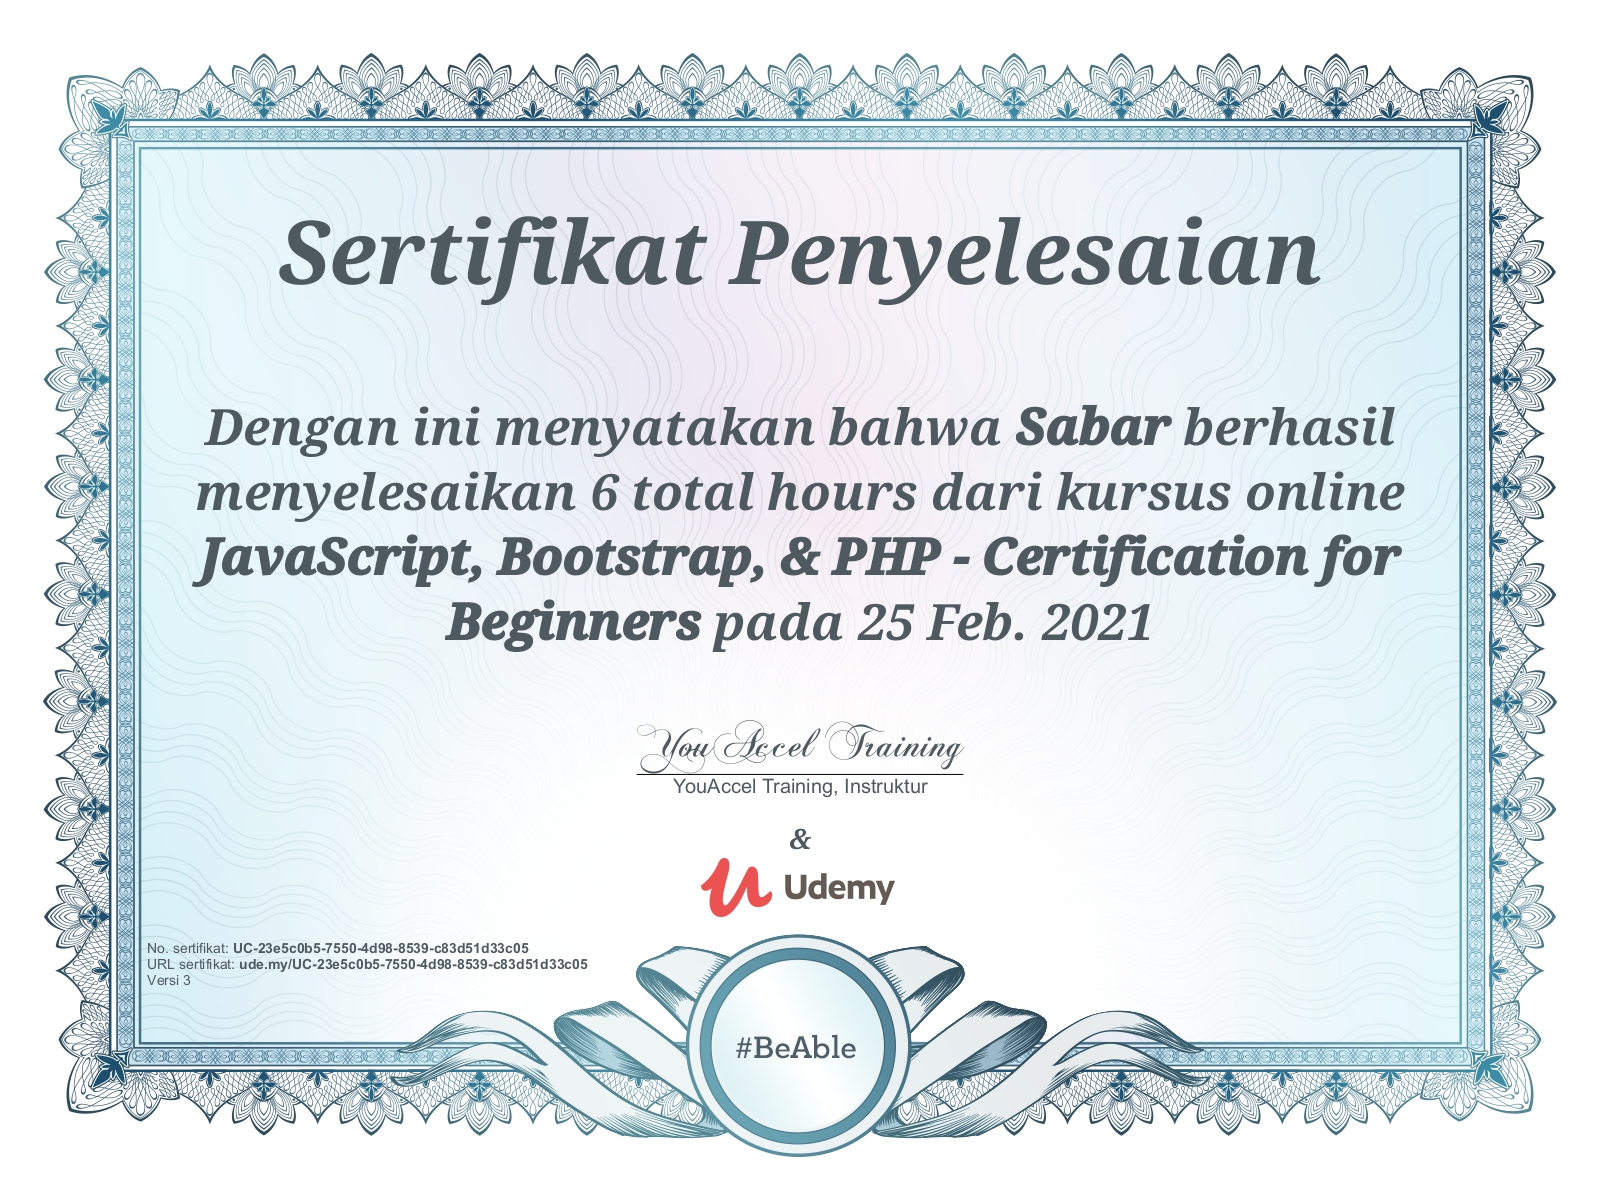 Sertifikat Penyelesaian
Dengan ini menyatakan bahwa Sabar berhasil
menyelesaikan 6 total hours dari kursus online
JavaScript, Bootstrap, & PHP - Certification for
Beginners pada 25 Feb. 2021
YouAccel Training
YouAccel Training, Instruktur
&
Udemy
No. sertifikat: UC-23e5c0b5-7550-4d98-8539-c83d51d33c05
URL sertifikat: ude.my/UC-23e5c0b5-7550-4d98-8539-c83d51d33c05
Versi 3
#BeAble